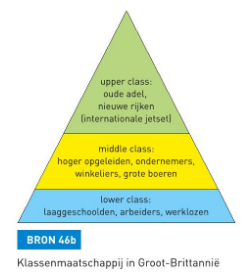 upper class:
oude adel,
nieuwe rijken
(internationale jetset)
middle class:
hoger opgeleiden, ondernemers,
winkeliers, grote boeren
lower class:
laaggeschoolden, arbeiders, werklozen
BRON 46b
Klassenmaatschappij in Groot-Brittannië